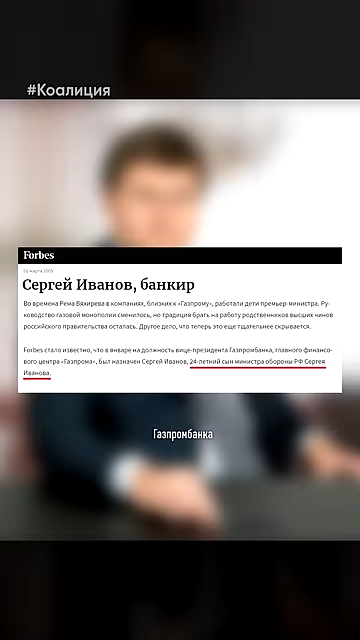 #Коалиция
Forbes
02 марта 2005
Сергей Иванов, банкир
Во времена Рема Вяхирева в компаниях, близких к «Газпрому», работали дети премьер-министра. Ру-
ководство газовой монополии сменилось, но традиция брать на работу родственников высших чинов
российского правительства осталась. Другое дело, что теперь это еще тщательнее скрывается.
Forbes стало известно, что в январе на должность вице-президента Газпромбанка, главного финансо-
вого центра «Газпрома», был назначен Сергей Иванов, 24-летний сын министра обороны РФ Сергея
Иванова.
Газпромбанка